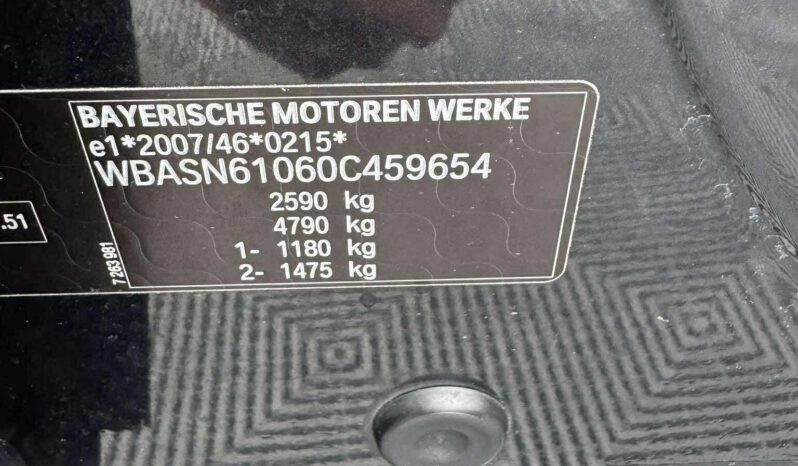 BAYERISCHE MOTOREN WERKE
e1*2007/46*0215*
WBASN61060C459654
2590 kg
4790 kg
1- 1180 kg
2- 1475 kg
.51
7 263 981